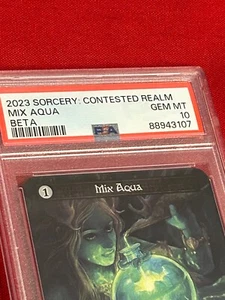 2023 SORCERY: CONTESTED REALM
MIX AQUA GEM MT
BETA 10
PSA 88943107
1 Mix Aqua